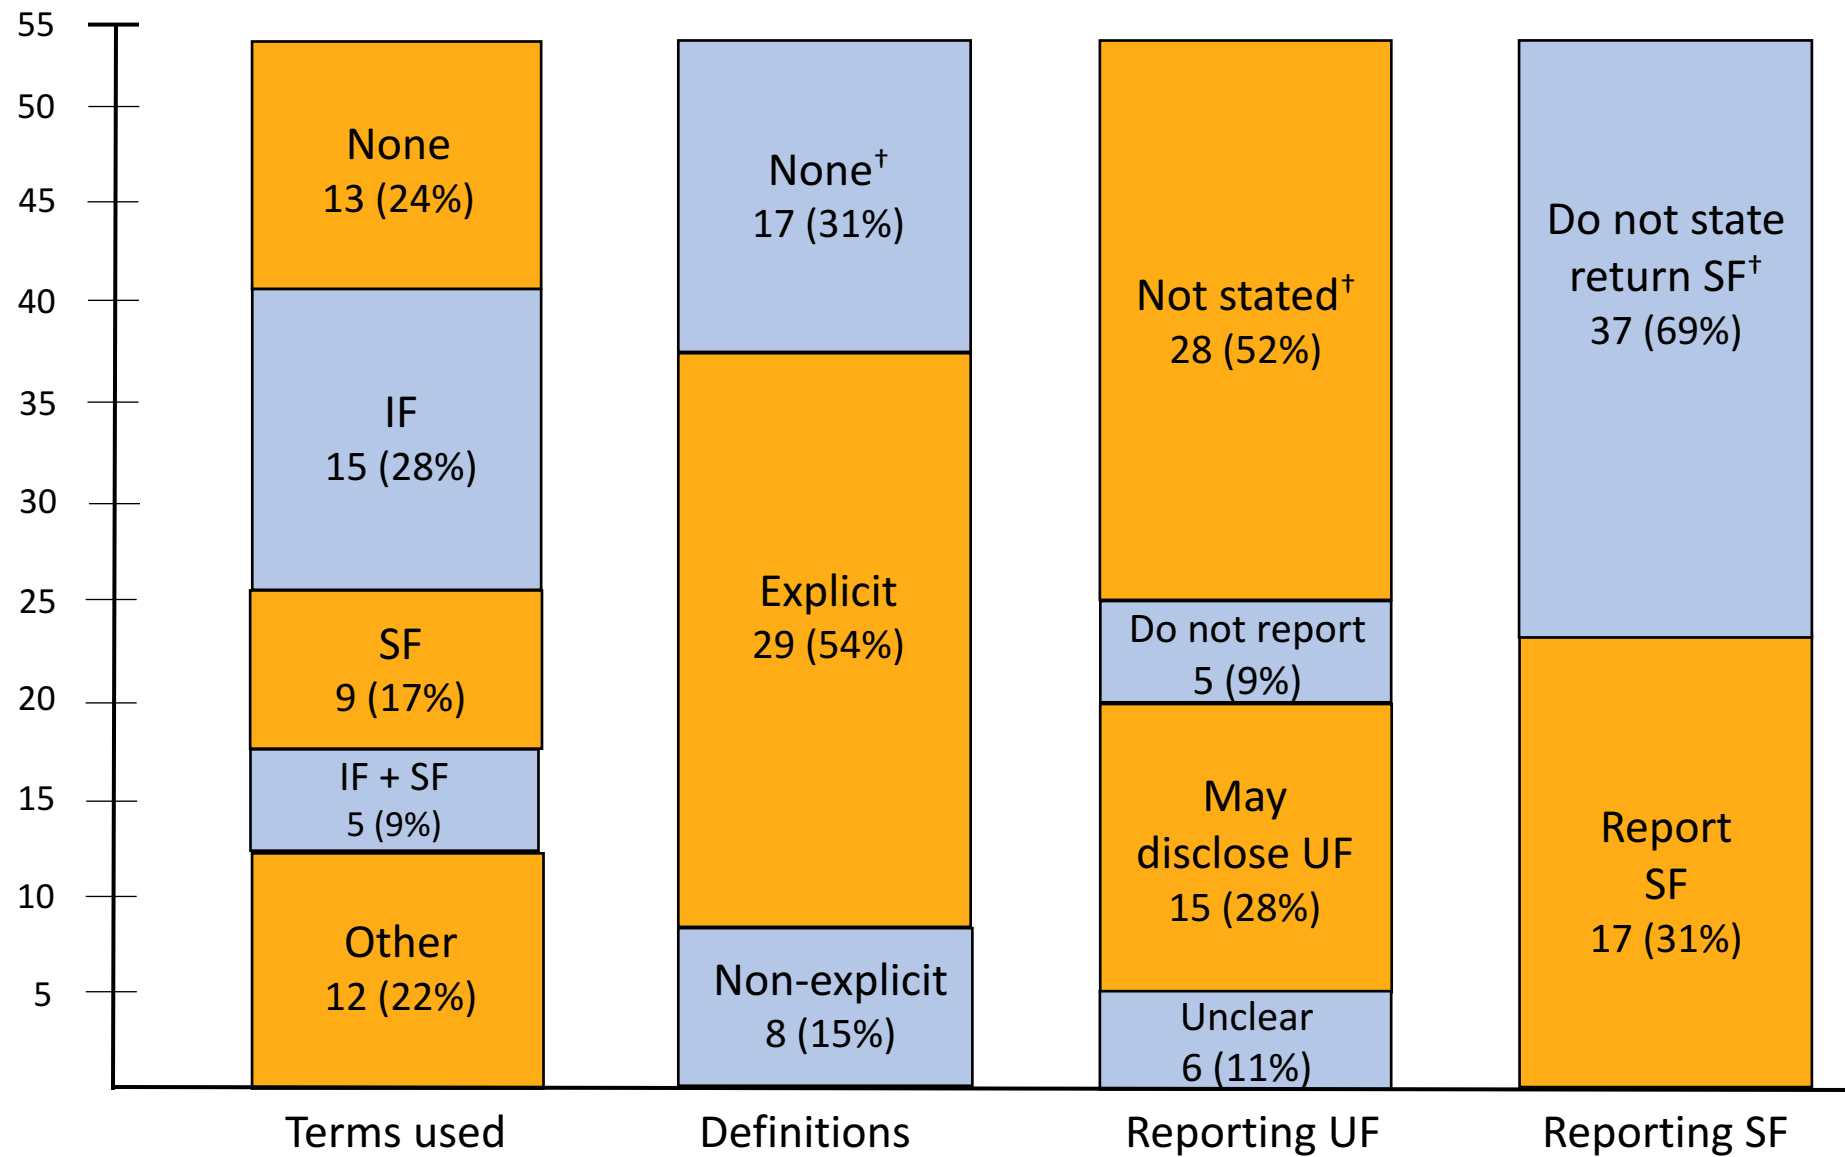 55
50
45
40
35
30
25
20
15
10
5
None
13 (24%)
IF
15 (28%)
SF
9 (17%)
IF + SF
5 (9%)
Other
12 (22%)
Terms used
None†
17 (31%)
Explicit
29 (54%)
Non-explicit
8 (15%)
Definitions
Not stated†
28 (52%)
Do not report
5 (9%)
May
disclose UF
15 (28%)
Unclear
6 (11%)
Reporting UF
Do not state
return SF†
37 (69%)
Report
SF
17 (31%)
Reporting SF